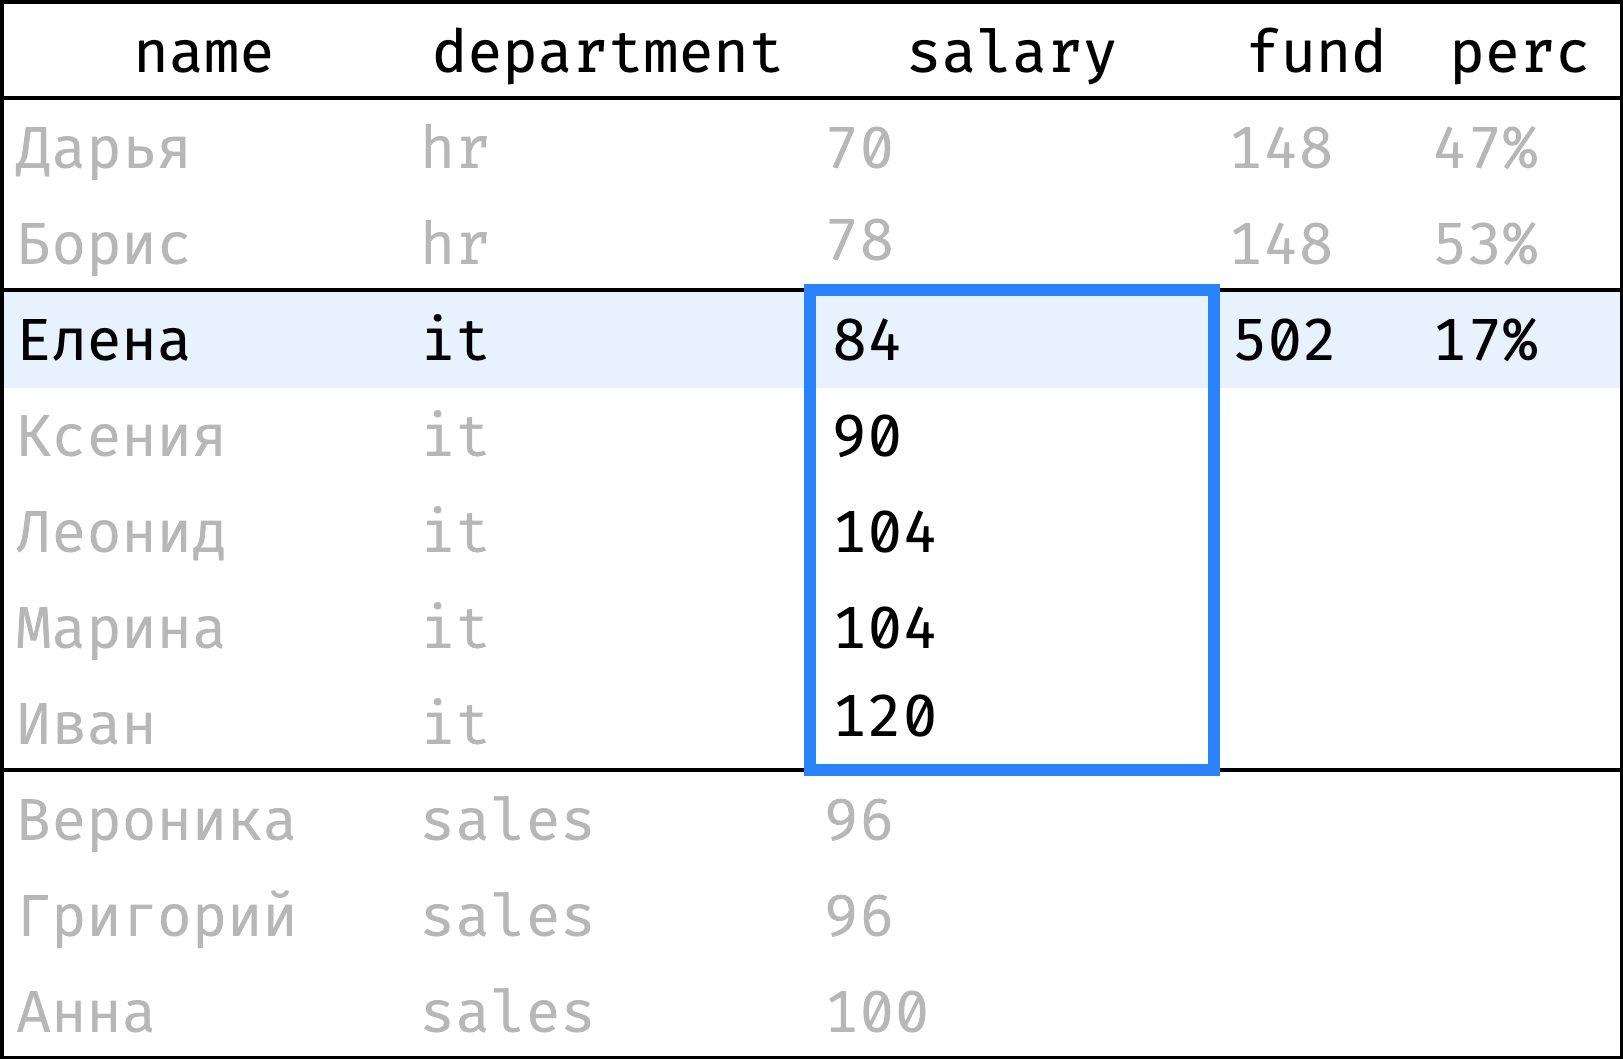 name department salary fund perc
Дарья hr 70 148 47%
Борис hr 78 148 53%
Елена it 84 502 17%
Ксения it 90
Леонид it 104
Марина it 104
Иван it 120
Вероника sales 96
Григорий sales 96
Анна sales 100